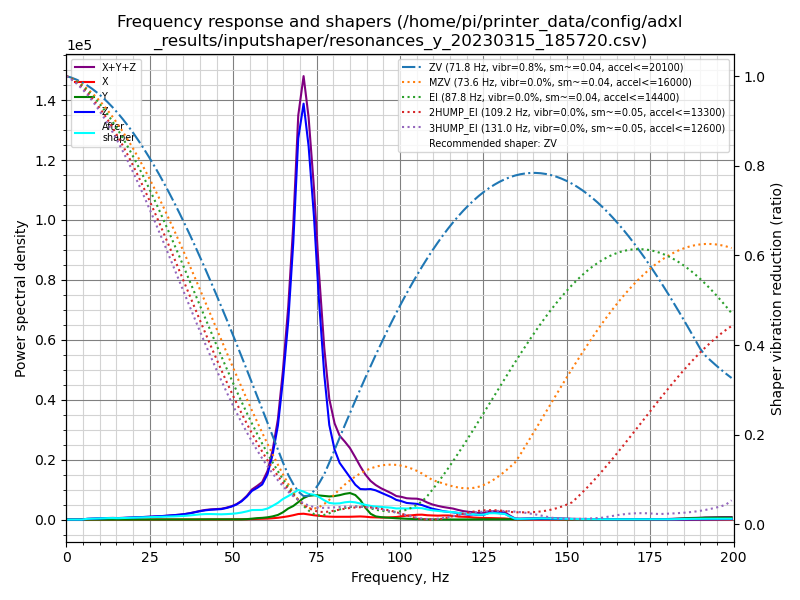 Frequency response and shapers (/home/pi/printer_data/config/adxl
_results/inputshaper/resonances_y_20230315_185720.csv)
1e5
X+Y+Z
X
Y
Z
After
shaper
ZV (71.8 Hz, vibr=0.8%, sm~=0.04, accel<=20100)
MZV (73.6 Hz, vibr=0.0%, sm~=0.04, accel<=16000)
EI (87.8 Hz, vibr=0.0%, sm~=0.04, accel<=14400)
2HUMP_EI (109.2 Hz, vibr=0.0%, sm~=0.05, accel<=13300)
3HUMP_EI (131.0 Hz, vibr=0.0%, sm~=0.05, accel<=12600)
Recommended shaper: ZV
Power spectral density
1.4
1.2
1.0
0.8
0.6
0.4
0.2
0.0
1.0
0.8
0.6
0.4
0.2
0.0
Shaper vibration reduction (ratio)
0 25 50 75 100 125 150 175 200
Frequency, Hz